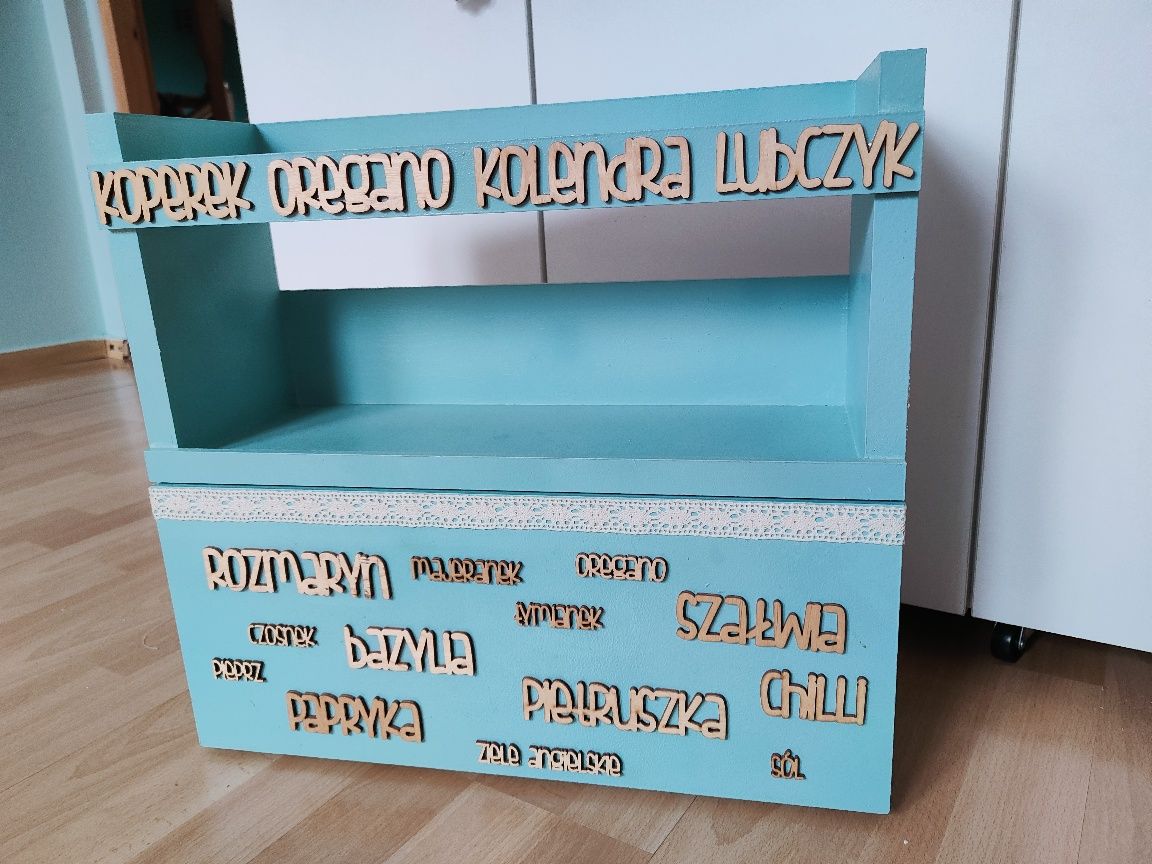 KOPEREK OREGANO KOLENDRA LUBCZYK
ROZMARYN MAJERANEK OREGANO
TYMIANEK SZAŁWIA
CZOSNEK BAZYLIA
PIEPRZ PIETRUSZKA CHILLI
PAPRYKA
ZIELE ANGIELSKIE SÓL